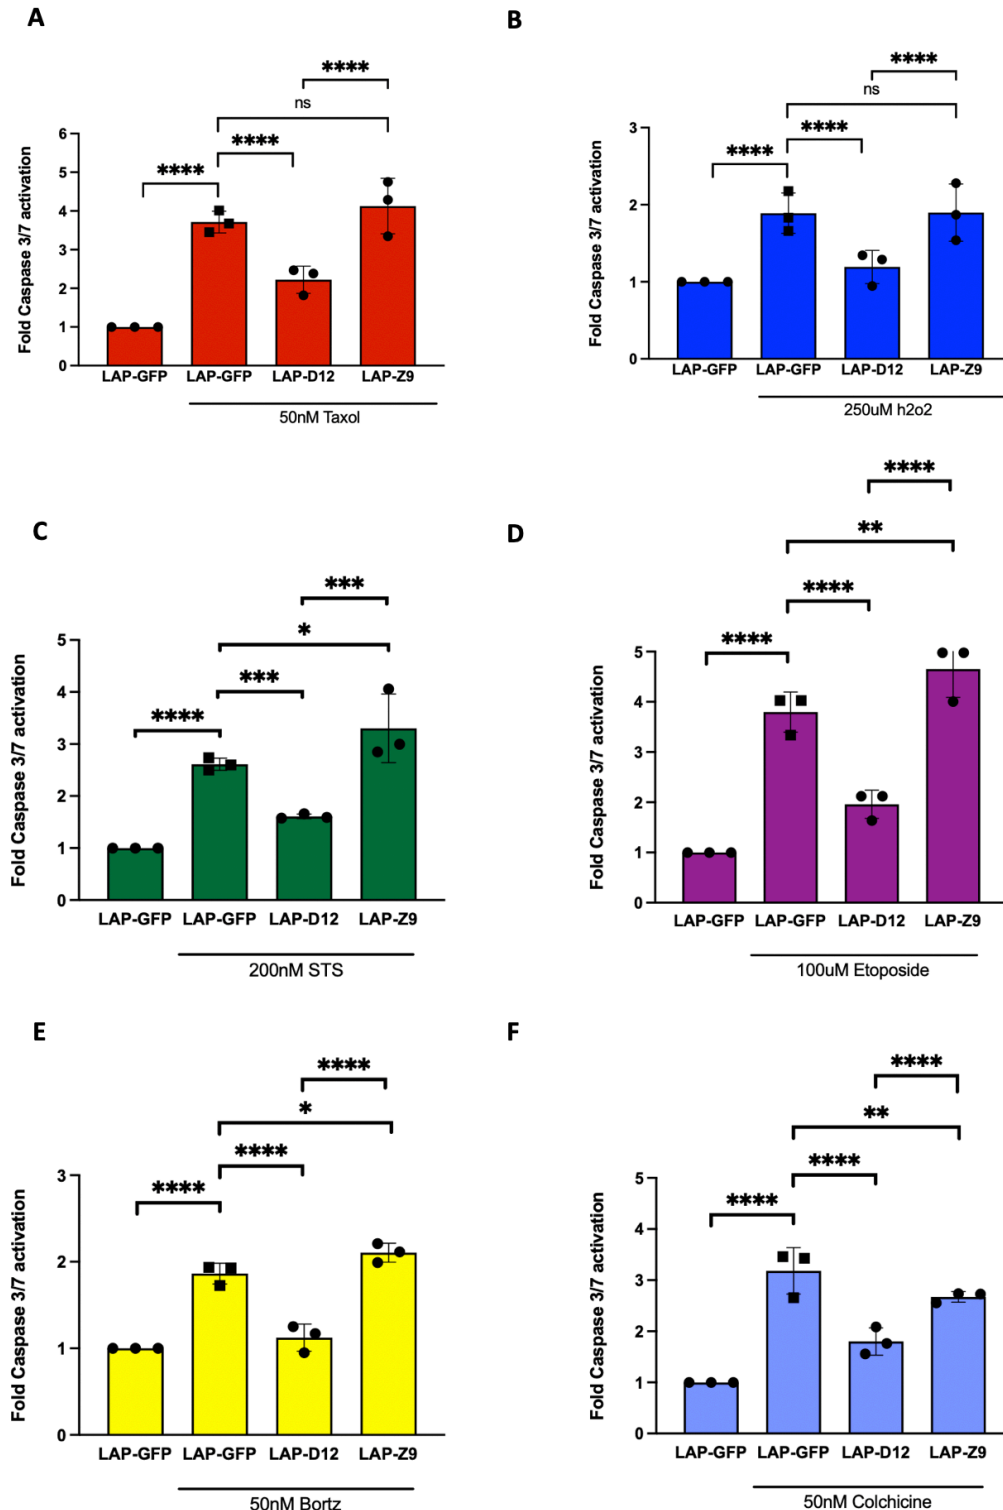 A
****
ns
****
****
Fold Caspase 3/7 activation
6
5
4
3
2
1
0
LAP-GFP LAP-GFP LAP-D12 LAP-Z9
50nM Taxol
B
****
ns
****
****
Fold Caspase 3/7 activation
3
2
1
0
LAP-GFP LAP-GFP LAP-D12 LAP-Z9
250uM h2o2
C
***
*
***
****
Fold Caspase 3/7 activation
5
4
3
2
1
0
LAP-GFP LAP-GFP LAP-D12 LAP-Z9
200nM STS
D
****
**
****
****
Fold Caspase 3/7 activation
5
4
3
2
1
0
LAP-GFP LAP-GFP LAP-D12 LAP-Z9
100uM Etoposide
E
****
*
****
****
Fold Caspase 3/7 activation
3
2
1
0
LAP-GFP LAP-GFP LAP-D12 LAP-Z9
50nM Bortz
F
****
**
****
****
Fold Caspase 3/7 activation
5
4
3
2
1
0
LAP-GFP LAP-GFP LAP-D12 LAP-Z9
50nM Colchicine